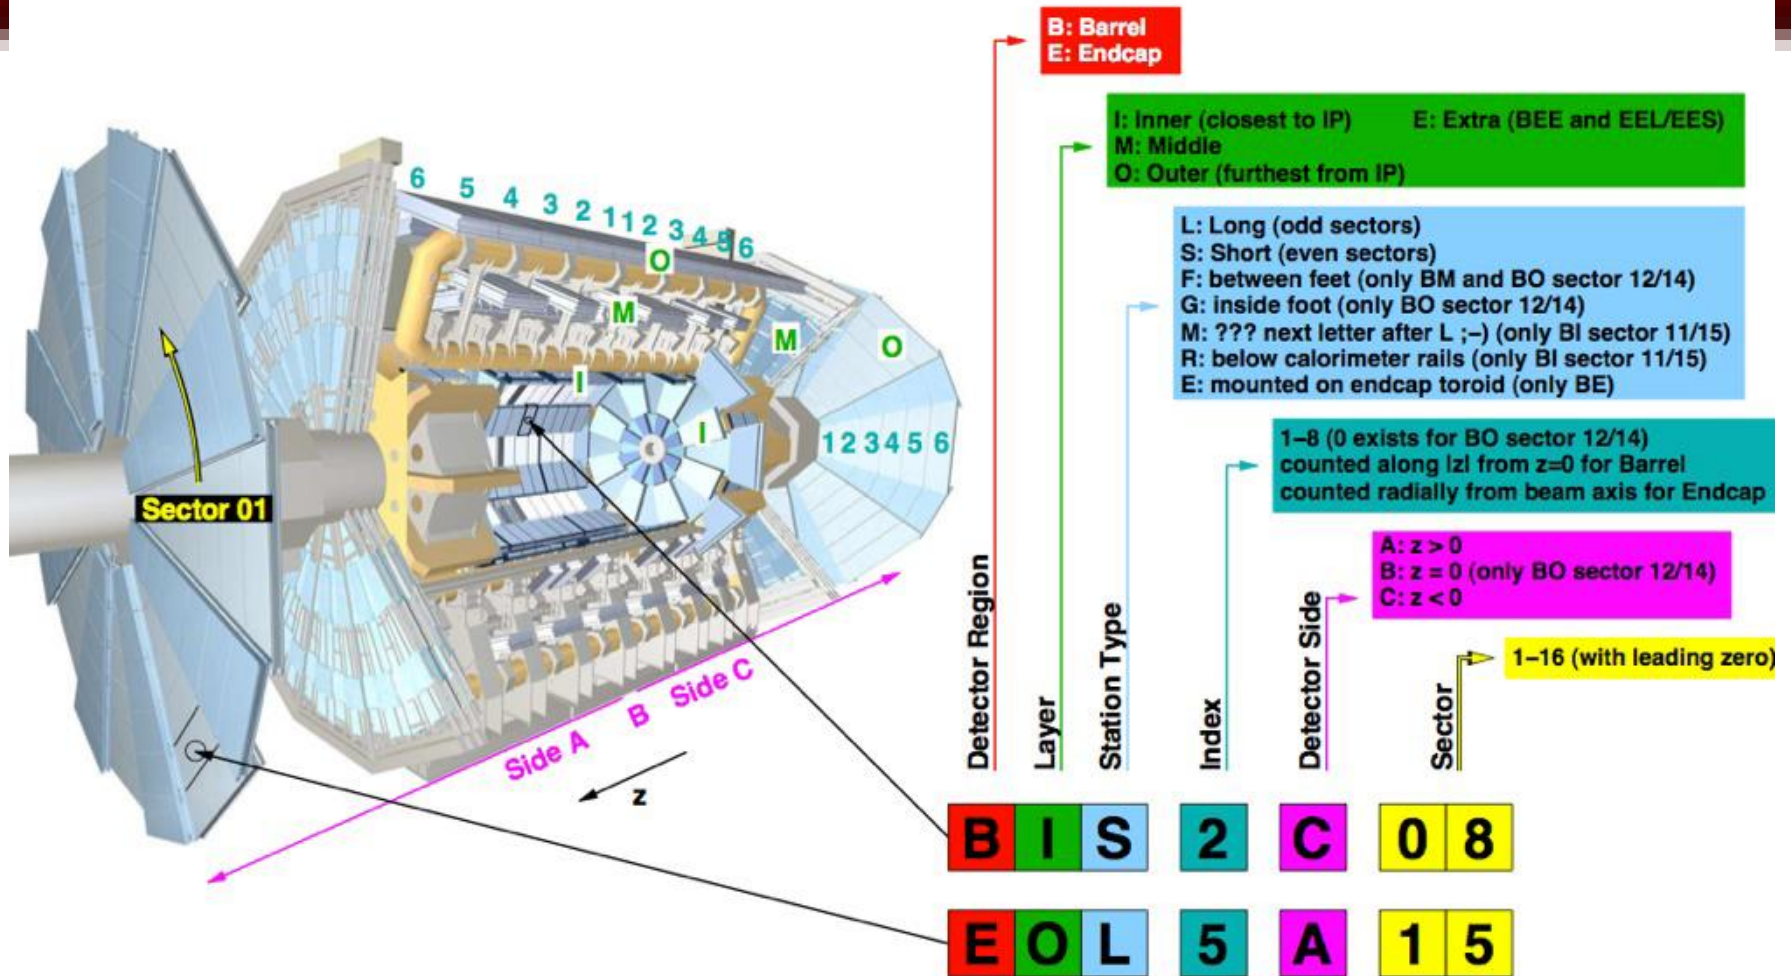 B: Barrel
E: Endcap
I: Inner (closest to IP) E: Extra (BEE and EEL/EES)
M: Middle
O: Outer (furthest from IP)
L: Long (odd sectors)
S: Short (even sectors)
F: between feet (only BM and BO sector 12/14)
G: inside foot (only BO sector 12/14)
M: ??? next letter after L ;–) (only BI sector 11/15)
R: below calorimeter rails (only BI sector 11/15)
E: mounted on endcap toroid (only BE)
1–8 (0 exists for BO sector 12/14)
counted along |z| from z=0 for Barrel
counted radially from beam axis for Endcap
A: z > 0
B: z = 0 (only BO sector 12/14)
C: z < 0
1–16 (with leading zero)
6 5 4 3 2 1 1 2 3 4 5 6
O
M
M
O
I
I
1 2 3 4 5 6
Sector 01
Side A B Side C
z
Detector Region
Layer
Station Type
Index
Detector Side
Sector
B I S 2 C 0 8
E O L 5 A 1 5